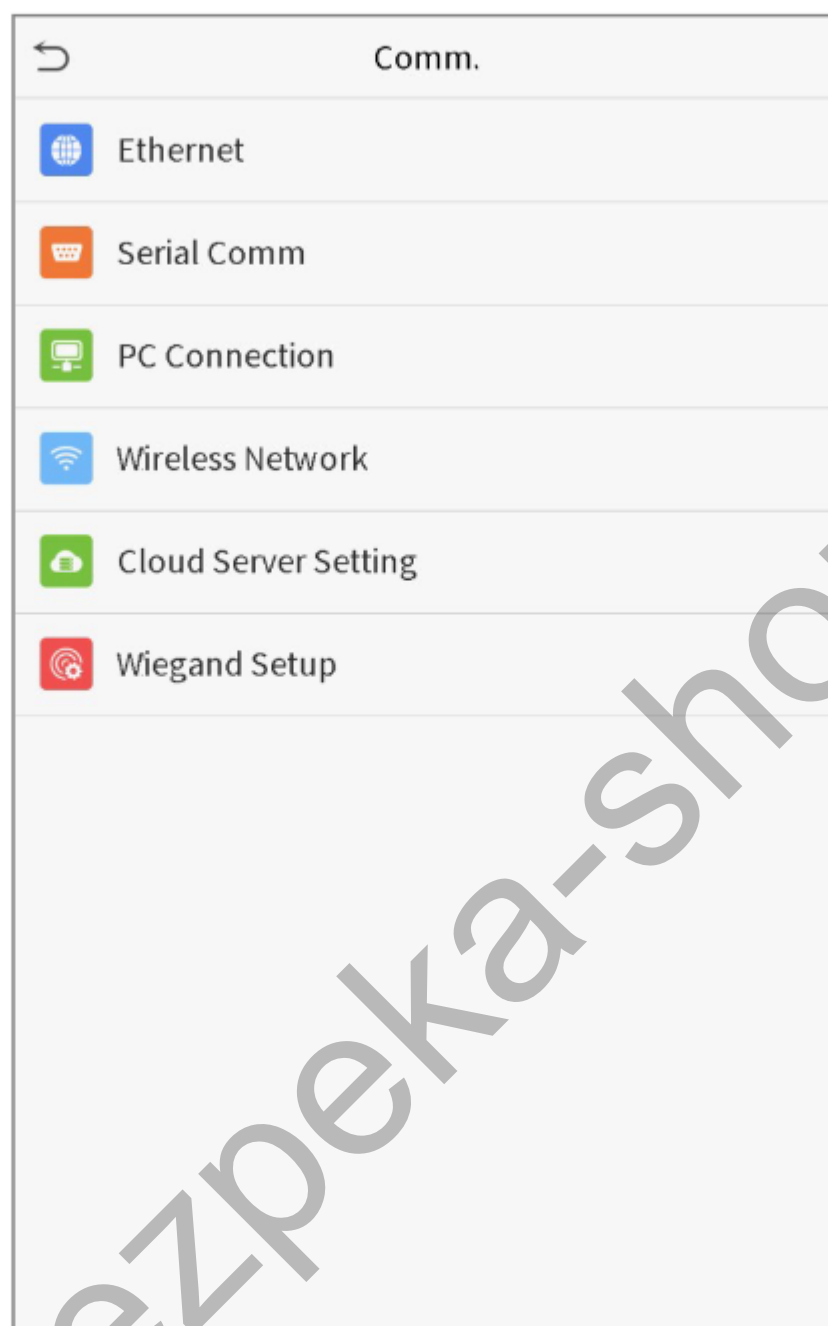 Comm.
Ethernet
Serial Comm
PC Connection
Wireless Network
Cloud Server Setting
Wiegand Setup
ezpeka-sho